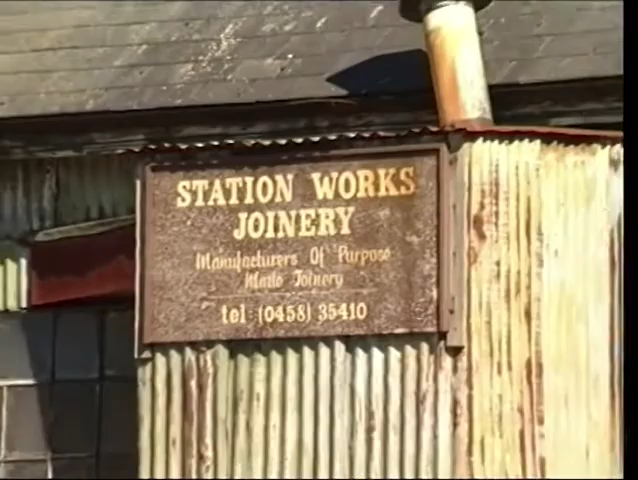 STATION WORKS
JOINERY
Manufacturers Of Purpose
Made Joinery
tel (0458) 35410